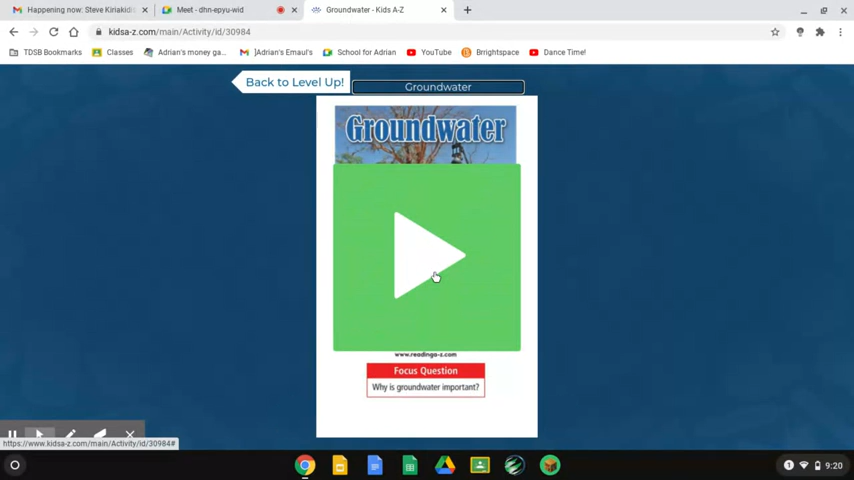 Happening now: Steve Kiriakidi
Meet - dhn-epyu-wid
Groundwater - Kids A-Z
kidsa-z.com/main/Activity/id/30984
TDSB Bookmarks
Classes
Adrian's money ga...
]Adrian's Emaul's
School for Adrian
YouTube
Brrightspace
Dance Time!
Back to Level Up!
Groundwater
Groundwater
www.readinga-z.com
Focus Question
Why is groundwater important?
https://www.kidsa-z.com/main/Activity/id/30984#
1
9:20